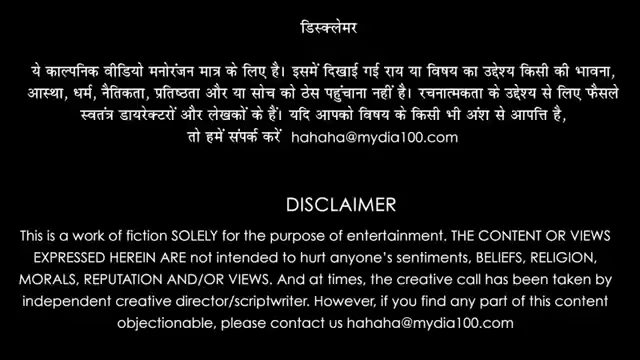 डिस्क्लेमर
ये काल्पनिक वीडियो मनोरंजन मात्र के लिए है। इसमें दिखाई गई राय या विषय का उद्देश्य किसी की भावना,
आस्था, धर्म, नैतिकता, प्रतिष्ठता और या सोच को ठेस पहुंचाना नहीं है। रचनात्मकता के उद्देश्य से लिए फैसले
स्वतंत्र डायरेक्टरों और लेखकों के हैं। यदि आपको विषय के किसी भी अंश से आपत्ति है,
तो हमें संपर्क करें hahaha@mydia100.com
DISCLAIMER
This is a work of fiction SOLELY for the purpose of entertainment. THE CONTENT OR VIEWS
EXPRESSED HEREIN ARE not intended to hurt anyone's sentiments, BELIEFS, RELIGION,
MORALS, REPUTATION AND/OR VIEWS. And at times, the creative call has been taken by
independent creative director/scriptwriter. However, if you find any part of this content
objectionable, please contact us hahaha@mydia100.com